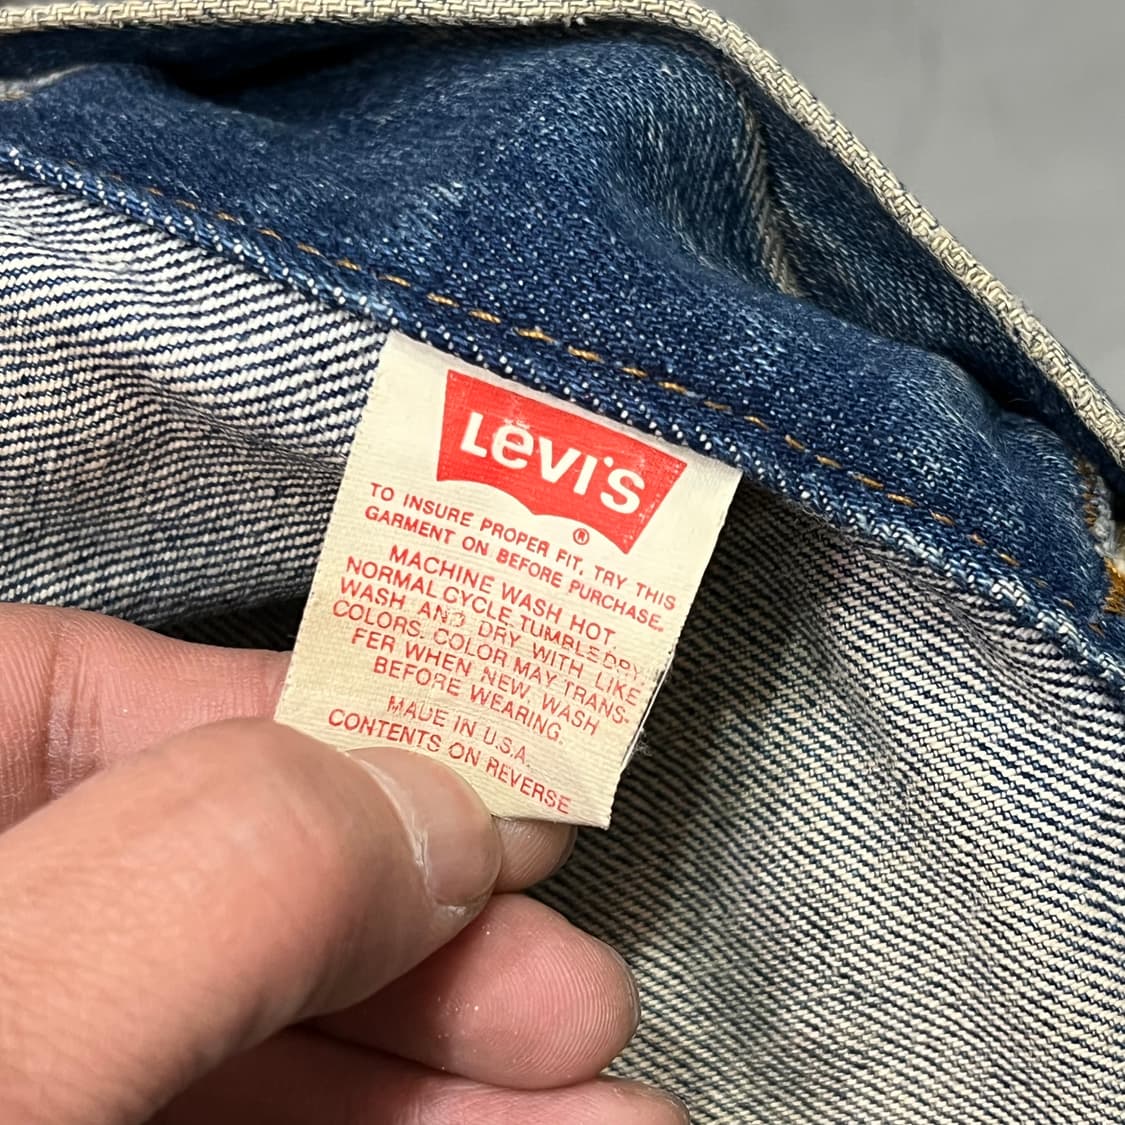 Levi's
®
TO INSURE PROPER FIT, TRY THIS
GARMENT ON BEFORE PURCHASE.
MACHINE WASH HOT,
NORMAL CYCLE, TUMBLE DRY.
WASH AND DRY WITH LIKE
COLORS. COLOR MAY TRANS-
FER WHEN NEW. WASH
BEFORE WEARING.
MADE IN U.S.A.
CONTENTS ON REVERSE